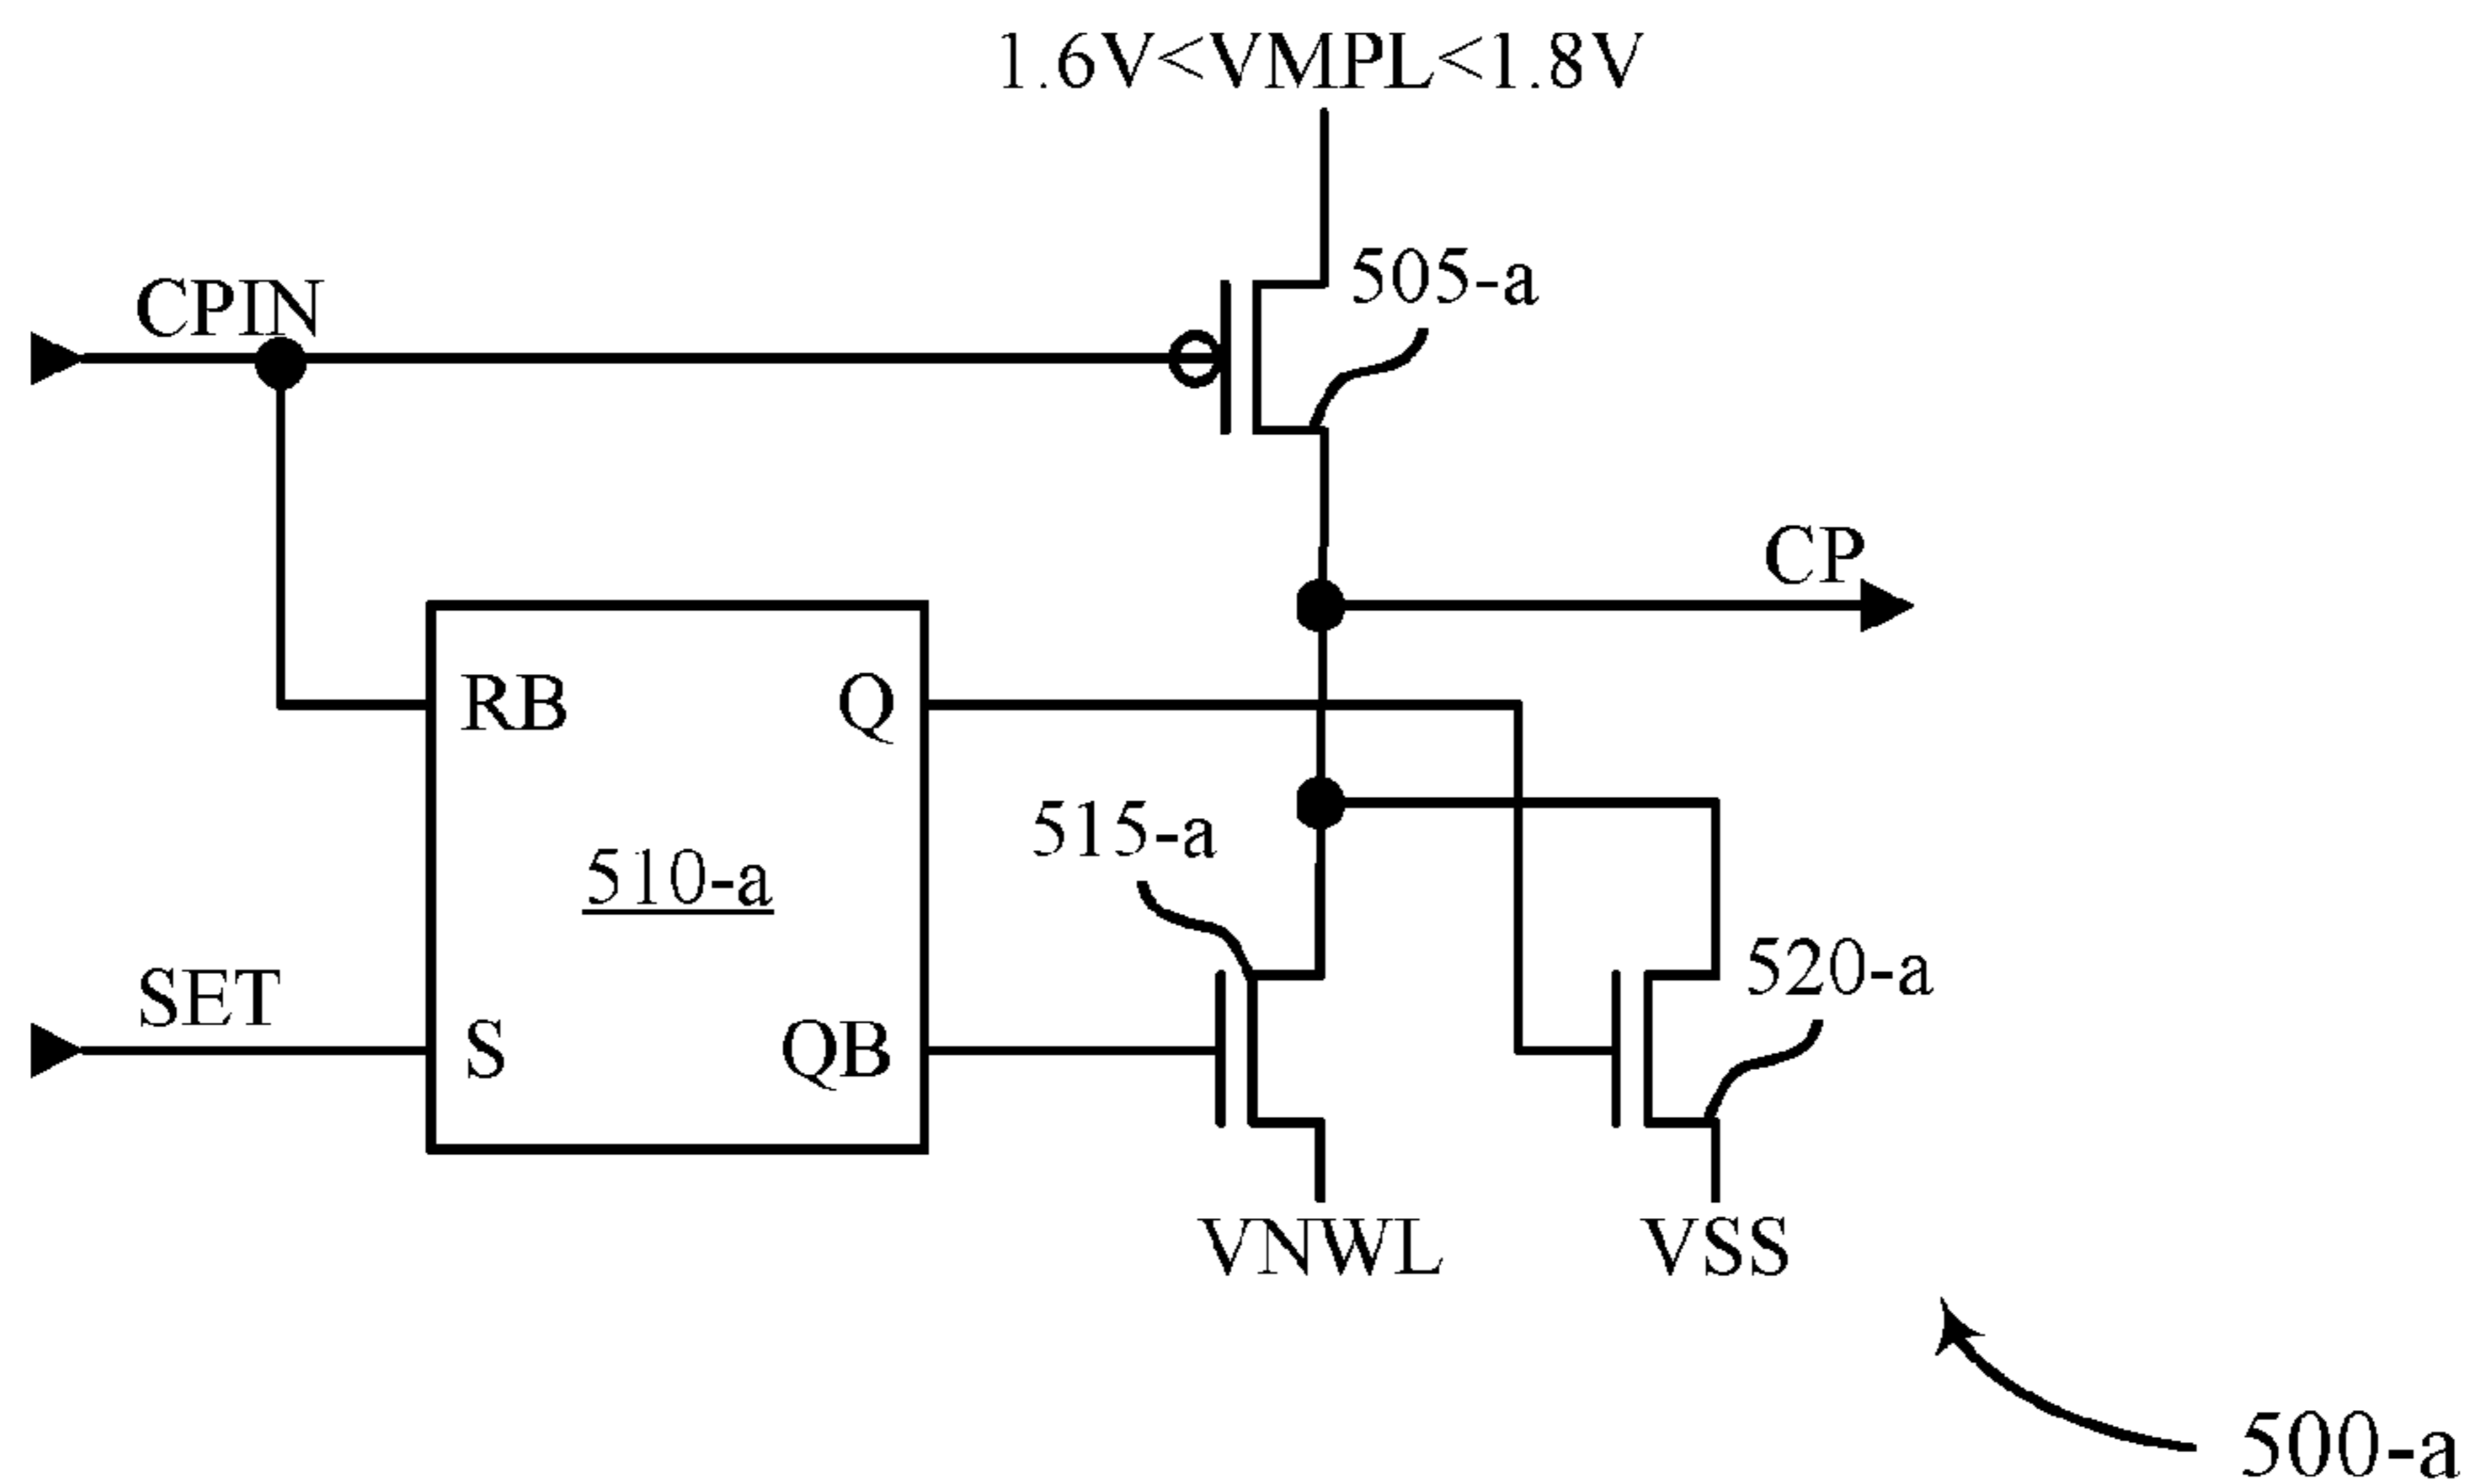 1.6V<VMPL<1.8V
505-a
CPIN
CP
RB
Q
515-a
510-a
520-a
SET
S
QB
VNWL
VSS
500-a